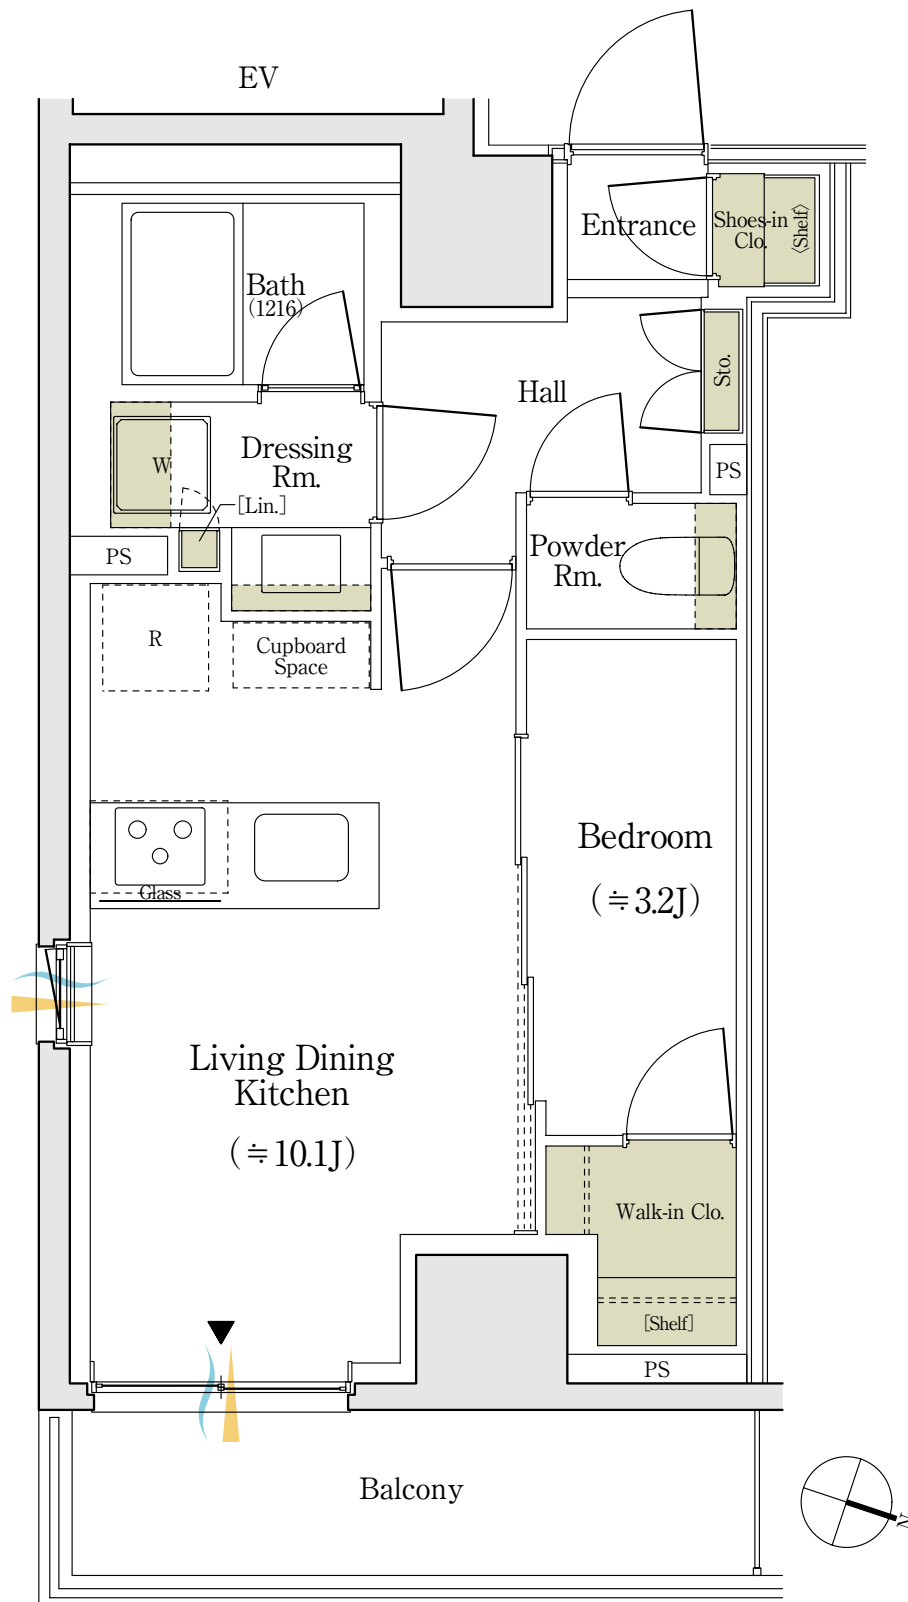 EV
Entrance
Shoes-in
Clo.
〈Shelf〉
Bath
(1216)
Hall
Sto.
W
Dressing
Rm.
[Lin.]
PS
PS
Powder
Rm.
R
Cupboard
Space
Bedroom
(≒3.2J)
Glass
Living Dining
Kitchen
(≒10.1J)
Walk-in Clo.
[Shelf]
PS
Balcony
N